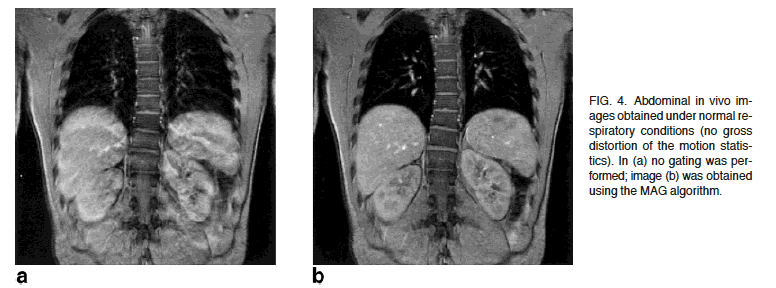 FIG. 4. Abdominal in vivo im-
ages obtained under normal re-
spiratory conditions (no gross
distortion of the motion statis-
tics). In (a) no gating was per-
formed; image (b) was obtained
using the MAG algorithm.
a
b